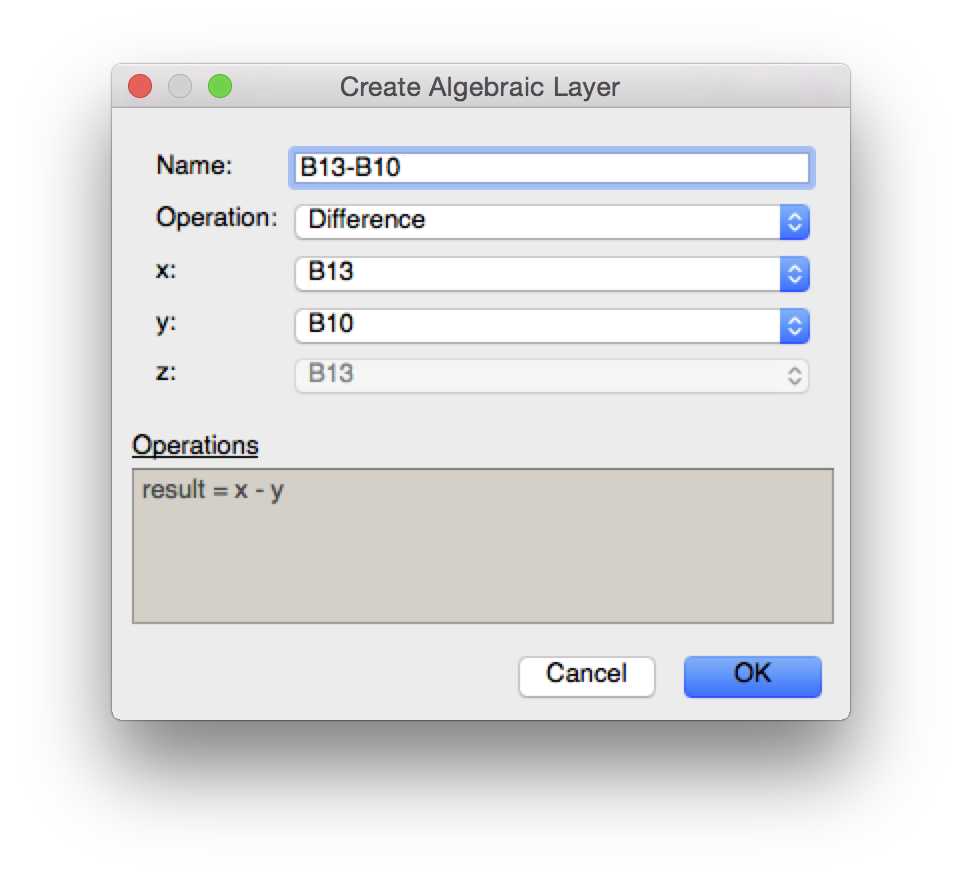 Create Algebraic Layer
Name: B13-B10
Operation: Difference
x: B13
y: B10
z: B13
Operations
result = x - y
Cancel OK